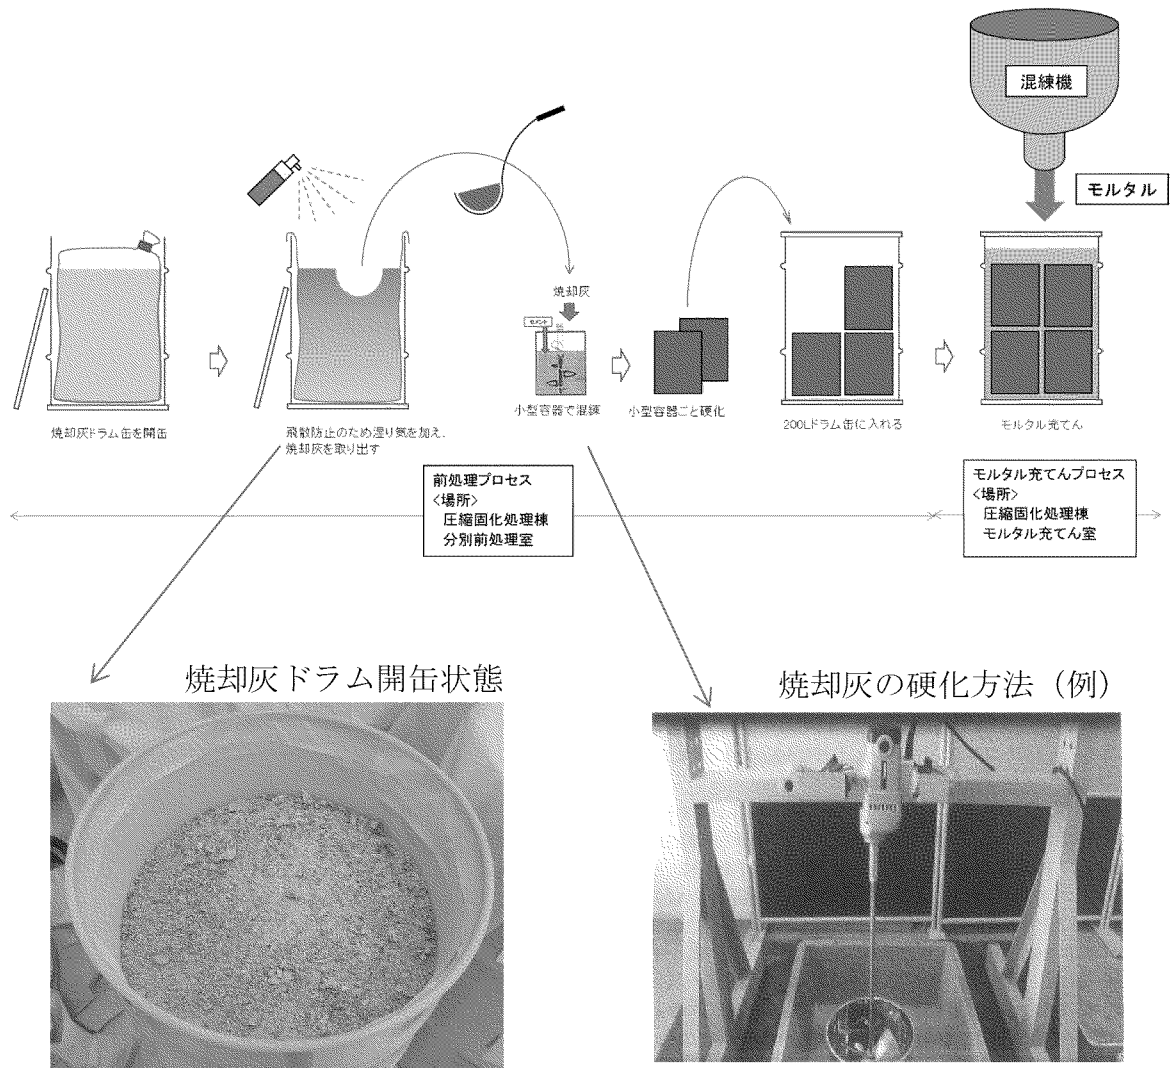 混練機
モルタル
焼却灰
セメント
焼却灰ドラム缶を開缶
飛散防止のため湿り気を加え、
焼却灰を取り出す
小型容器で混練
小型容器ごと硬化
200Lドラム缶に入れる
モルタル充てん
前処理プロセス
<場所>
圧縮固化処理棟
分別前処理室
モルタル充てんプロセス
<場所>
圧縮固化処理棟
モルタル充てん室
焼却灰ドラム開缶状態
焼却灰の硬化方法（例）